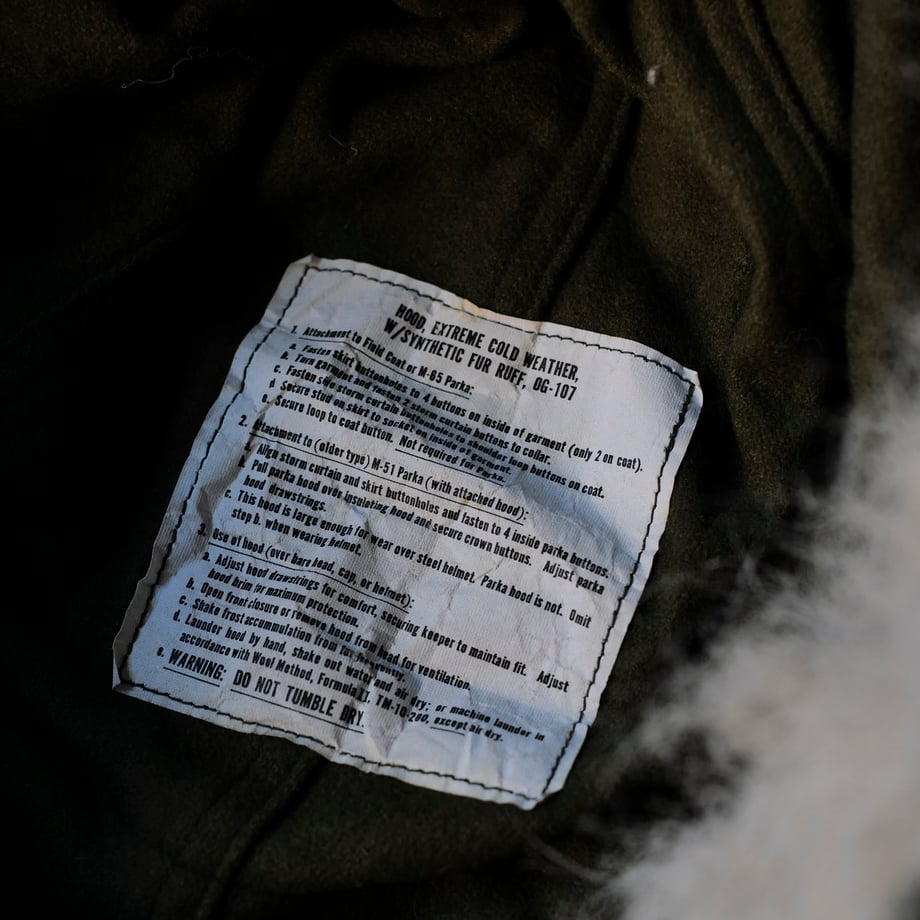 HOOD, EXTREME COLD WEATHER,
W/SYNTHETIC FUR RUFF, OG-107
1. Attachment to Field Coat or M-65 Parka:
a. Fasten skirt buttonholes to 4 buttons on inside of garment (only 2 on coat).
b. Turn garment and fasten 2 storm curtain buttons to collar.
c. Fasten side storm curtain buttonholes to shoulder loop buttons on coat.
d Secure stud on skirt to socket on inside of garment.
e. Secure loop to coat button. Not required for Parka.
2. Attachment to (older type) M-51 Parka (with attached hood):
Align storm curtain and skirt buttonholes and fasten to 4 inside parka buttons.
b. Pull parka hood over insulating hood and secure crown buttons. Adjust parka
hood drawstrings.
c. This hood is large enough for wear over steel helmet. Parka hood is not. Omit
step b. when wearing helmet.
3. Use of hood (over bare head, cap, or helmet):
a. Adjust hood drawstrings for comfort, securing keeper to maintain fit. Adjust
hood brim for maximum protection.
b. Open front closure or remove hood from head for ventilation
c. Shake frost accummulation from fur frequently.
d. Launder hood by hand, shake out water and air dry; or machine launder in
accordance with Wool Method, Formula II, TM-10-280, except air dry.
e. WARNING: DO NOT TUMBLE DRY.